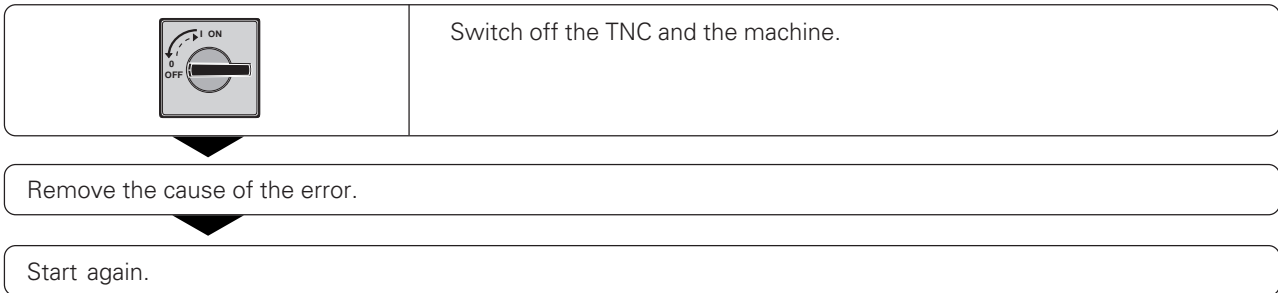 I ON
0
OFF
Switch off the TNC and the machine.
Remove the cause of the error.
Start again.